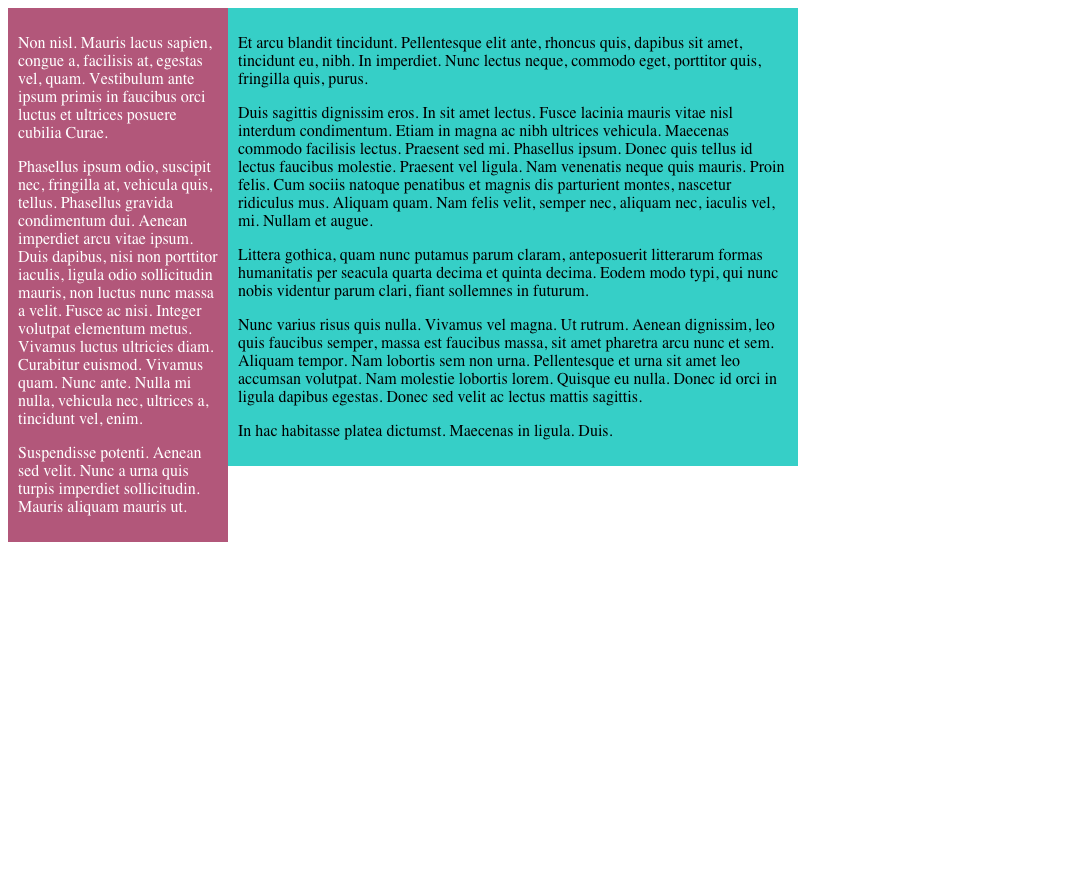 Non nisl. Mauris lacus sapien,
congue a, facilisis at, egestas
vel, quam. Vestibulum ante
ipsum primis in faucibus orci
luctus et ultrices posuere
cubilia Curae.
Phasellus ipsum odio, suscipit
nec, fringilla at, vehicula quis,
tellus. Phasellus gravida
condimentum dui. Aenean
imperdiet arcu vitae ipsum.
Duis dapibus, nisi non porttitor
iaculis, ligula odio sollicitudin
mauris, non luctus nunc massa
a velit. Fusce ac nisi. Integer
volutpat elementum metus.
Vivamus luctus ultricies diam.
Curabitur euismod. Vivamus
quam. Nunc ante. Nulla mi
nulla, vehicula nec, ultrices a,
tincidunt vel, enim.
Suspendisse potenti. Aenean
sed velit. Nunc a urna quis
turpis imperdiet sollicitudin.
Mauris aliquam mauris ut.
Et arcu blandit tincidunt. Pellentesque elit ante, rhoncus quis, dapibus sit amet,
tincidunt eu, nibh. In imperdiet. Nunc lectus neque, commodo eget, porttitor quis,
fringilla quis, purus.
Duis sagittis dignissim eros. In sit amet lectus. Fusce lacinia mauris vitae nisl
interdum condimentum. Etiam in magna ac nibh ultrices vehicula. Maecenas
commodo facilisis lectus. Praesent sed mi. Phasellus ipsum. Donec quis tellus id
lectus faucibus molestie. Praesent vel ligula. Nam venenatis neque quis mauris. Proin
felis. Cum sociis natoque penatibus et magnis dis parturient montes, nascetur
ridiculus mus. Aliquam quam. Nam felis velit, semper nec, aliquam nec, iaculis vel,
mi. Nullam et augue.
Littera gothica, quam nunc putamus parum claram, anteposuerit litterarum formas
humanitatis per seacula quarta decima et quinta decima. Eodem modo typi, qui nunc
nobis videntur parum clari, fiant sollemnes in futurum.
Nunc varius risus quis nulla. Vivamus vel magna. Ut rutrum. Aenean dignissim, leo
quis faucibus semper, massa est faucibus massa, sit amet pharetra arcu nunc et sem.
Aliquam tempor. Nam lobortis sem non urna. Pellentesque et urna sit amet leo
accumsan volutpat. Nam molestie lobortis lorem. Quisque eu nulla. Donec id orci in
ligula dapibus egestas. Donec sed velit ac lectus mattis sagittis.
In hac habitasse platea dictumst. Maecenas in ligula. Duis.